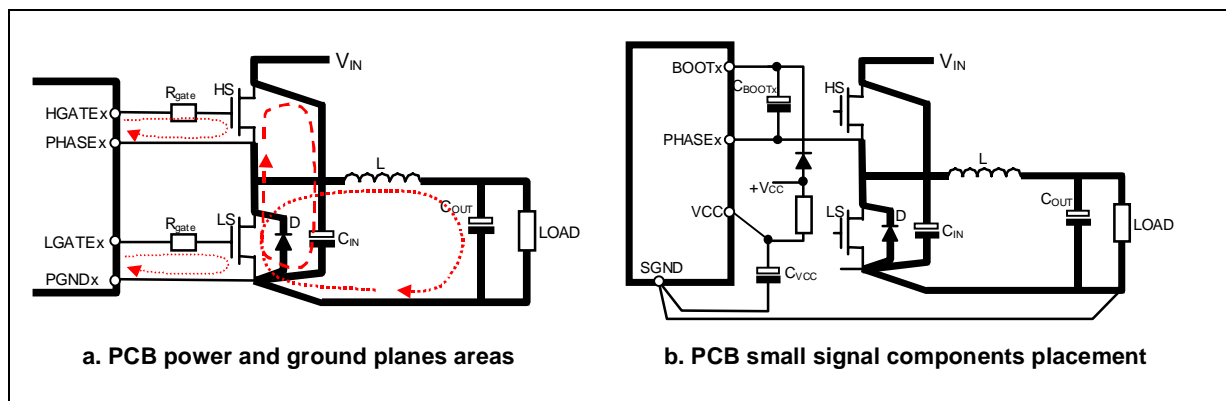 VIN
Rgate
HS
HGATEx
PHASEx
L
Rgate
LS
D
COUT
LOAD
CIN
LGATEx
PGNDx
a. PCB power and ground planes areas
VIN
BOOTx
HS
CBOOTx
PHASEx
L
+VCC
VCC
LS
D
COUT
LOAD
CIN
SGND
CVCC
b. PCB small signal components placement